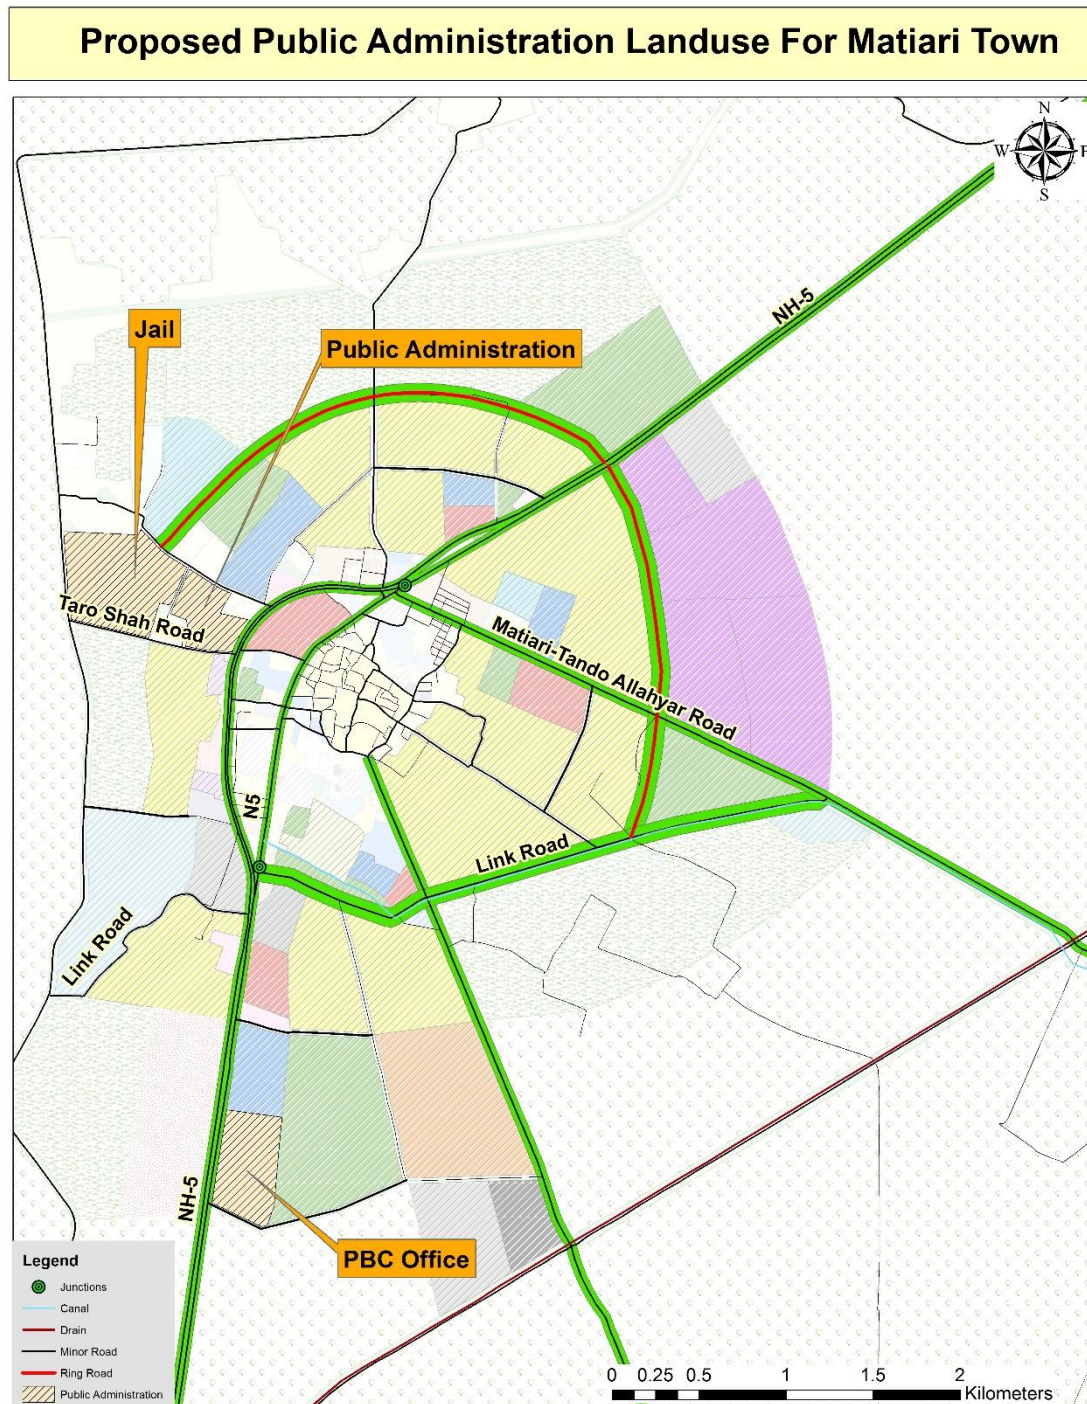 Proposed Public Administration Landuse For Matiari Town
N
W E
S
NH-5
Jail
Public Administration
Taro Shah Road
Matiari-Tando Allahyar Road
N5
Link Road
Link Road
NH-5
PBC Office
Legend
Junctions
Canal
Drain
Minor Road
Ring Road
Public Administration
0 0.25 0.5 1 1.5 2
Kilometers